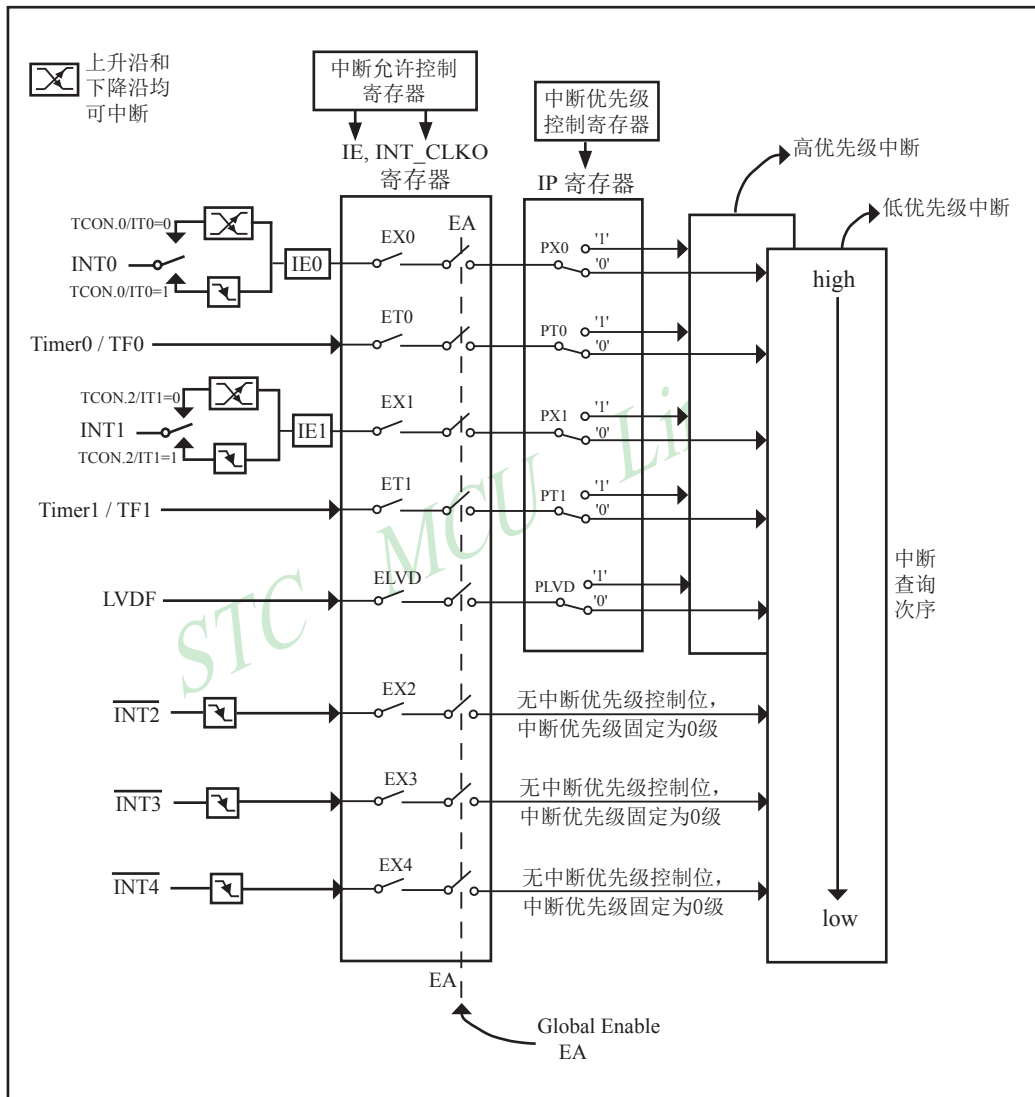 上升沿和
下降沿均
可中断
中断允许控制
寄存器
IE, INT_CLKO
寄存器
中断优先级
控制寄存器
IP 寄存器
高优先级中断
低优先级中断
TCON.0/IT0=0
INT0
TCON.0/IT0=1
IE0
EX0
EA
PX0
'1'
'0'
high
Timer0 / TF0
ET0
PT0
'1'
'0'
TCON.2/IT1=0
INT1
TCON.2/IT1=1
IE1
EX1
PX1
'1'
'0'
Timer1 / TF1
ET1
PT1
'1'
'0'
LVDF
ELVD
PLVD
'1'
'0'
中断
查询
次序
STC MCU Li
INT2
EX2
无中断优先级控制位，
中断优先级固定为0级
INT3
EX3
无中断优先级控制位，
中断优先级固定为0级
INT4
EX4
无中断优先级控制位，
中断优先级固定为0级
low
EA
Global Enable
EA